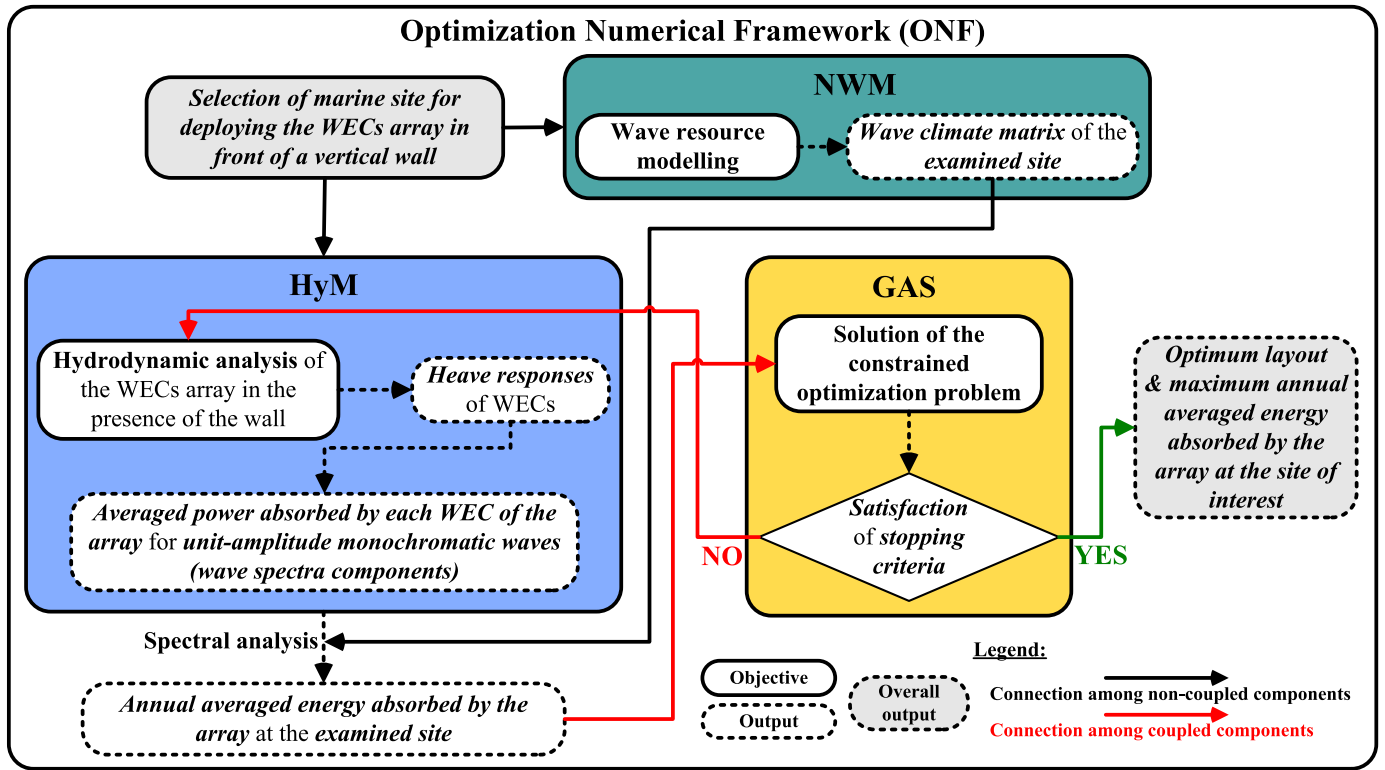 Optimization Numerical Framework (ONF)
Selection of marine site for
deploying the WECs array in
front of a vertical wall
NWM
Wave resource
modelling
Wave climate matrix of the
examined site
HyM
Hydrodynamic analysis of
the WECs array in the
presence of the wall
Heave responses
of WECs
Averaged power absorbed by each WEC of the
array for unit-amplitude monochromatic waves
(wave spectra components)
GAS
Solution of the
constrained
optimization problem
Satisfaction
of stopping
criteria
NO
YES
Optimum layout
& maximum annual
averaged energy
absorbed by the
array at the site of
interest
Spectral analysis
Annual averaged energy absorbed by the
array at the examined site
Legend:
Objective
Output
Overall
output
Connection among non-coupled components
Connection among coupled components